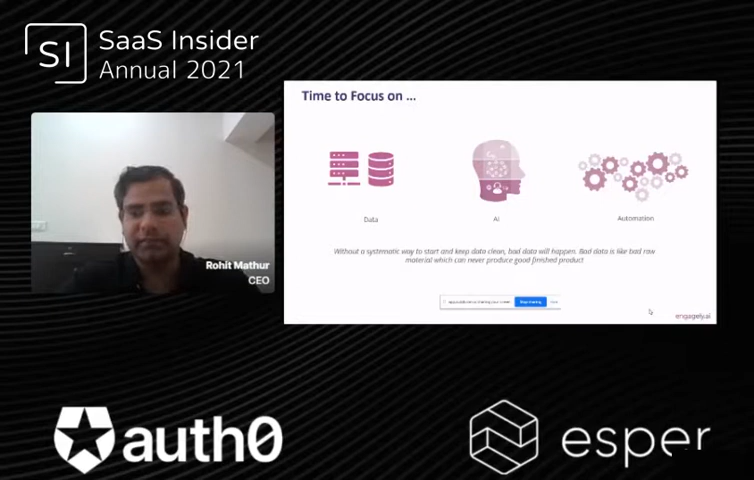 SI
SaaS Insider
Annual 2021
Time to Focus on ...
Data
AI
Automation
Without a systematic way to start and keep data clean, bad data will happen. Bad data is like bad raw
material which can never produce good finished product
Rohit Mathur
CEO
Stop sharing
engagely.ai
auth0
esper